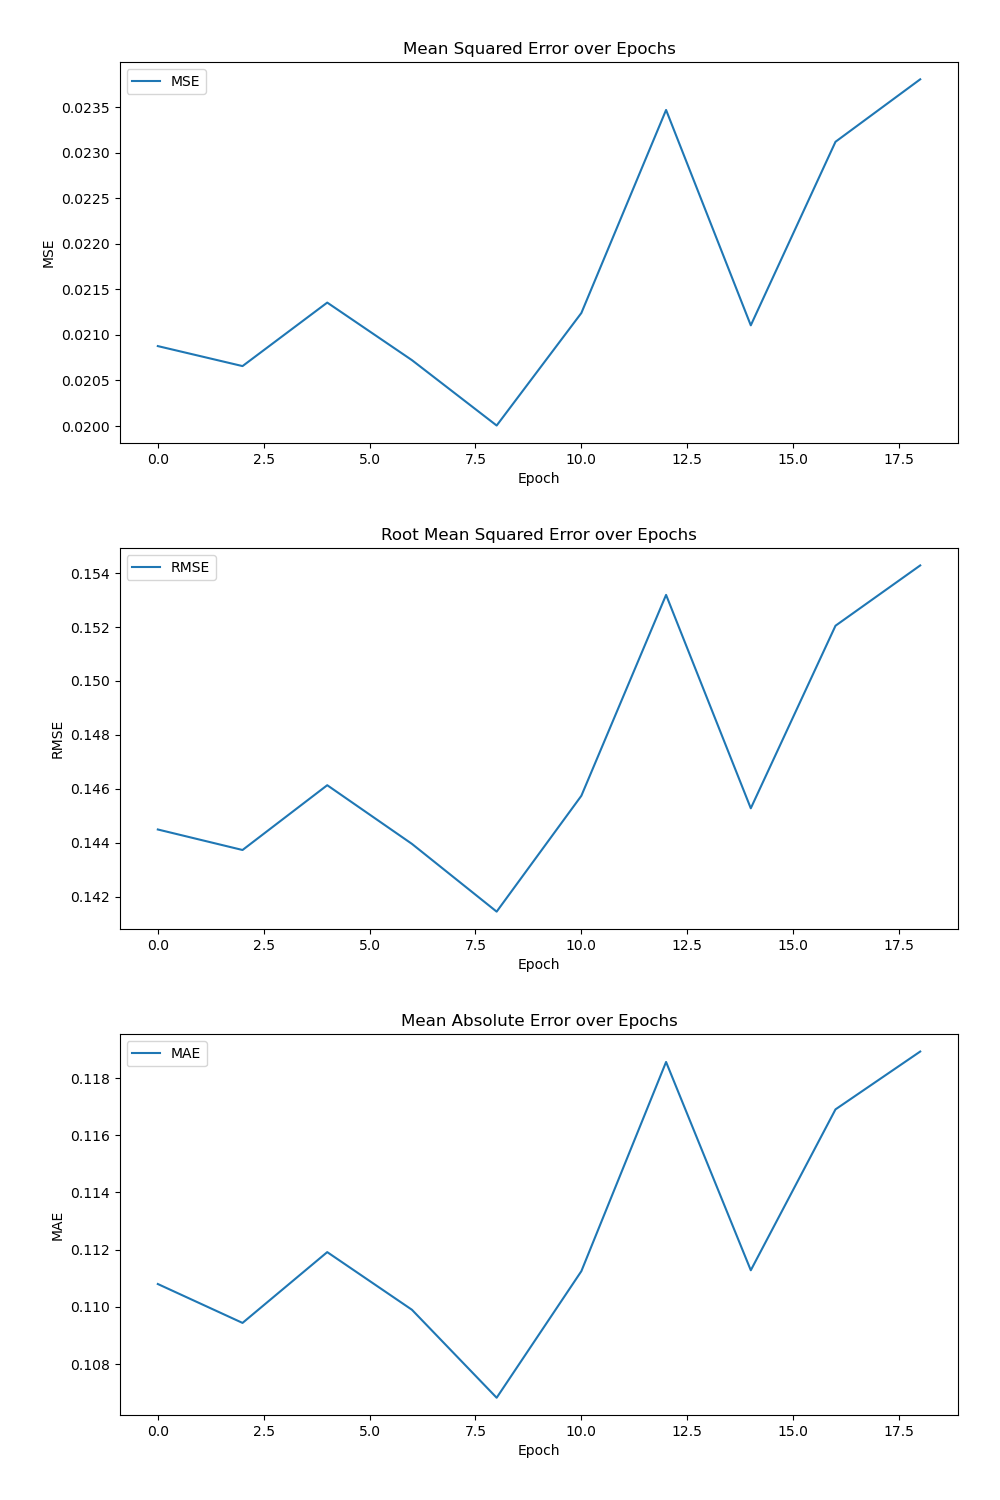 Mean Squared Error over Epochs
MSE
0.0235
0.0230
0.0225
0.0220
0.0215
0.0210
0.0205
0.0200
MSE
0.0 2.5 5.0 7.5 10.0 12.5 15.0 17.5
Epoch
Root Mean Squared Error over Epochs
RMSE
0.154
0.152
0.150
0.148
0.146
0.144
0.142
RMSE
0.0 2.5 5.0 7.5 10.0 12.5 15.0 17.5
Epoch
Mean Absolute Error over Epochs
MAE
0.118
0.116
0.114
0.112
0.110
0.108
MAE
0.0 2.5 5.0 7.5 10.0 12.5 15.0 17.5
Epoch